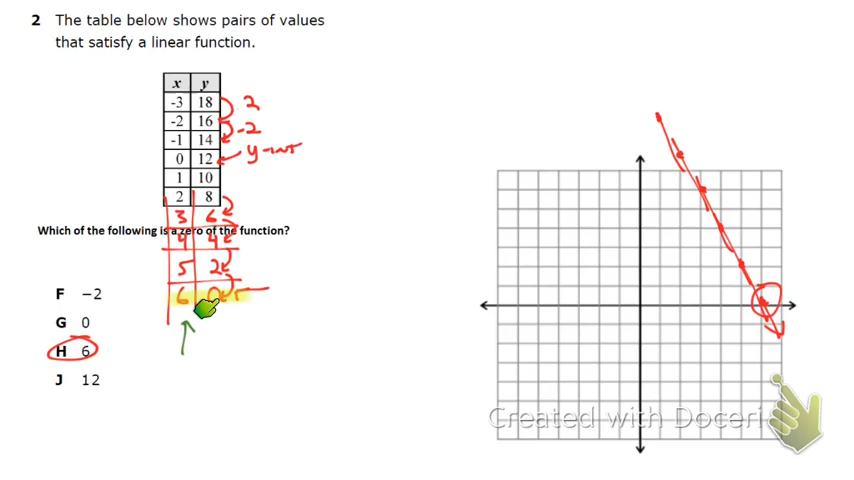 2 The table below shows pairs of values
that satisfy a linear function.
x y
-3 18
2
-2 16
-2
-1 14
0 12 y-int
1 10
2 8
3 6
Which of the following is a zero of the function?
4 4
5 2
6 0
F −2
G 0
H 6
J 12
Created with Doceri